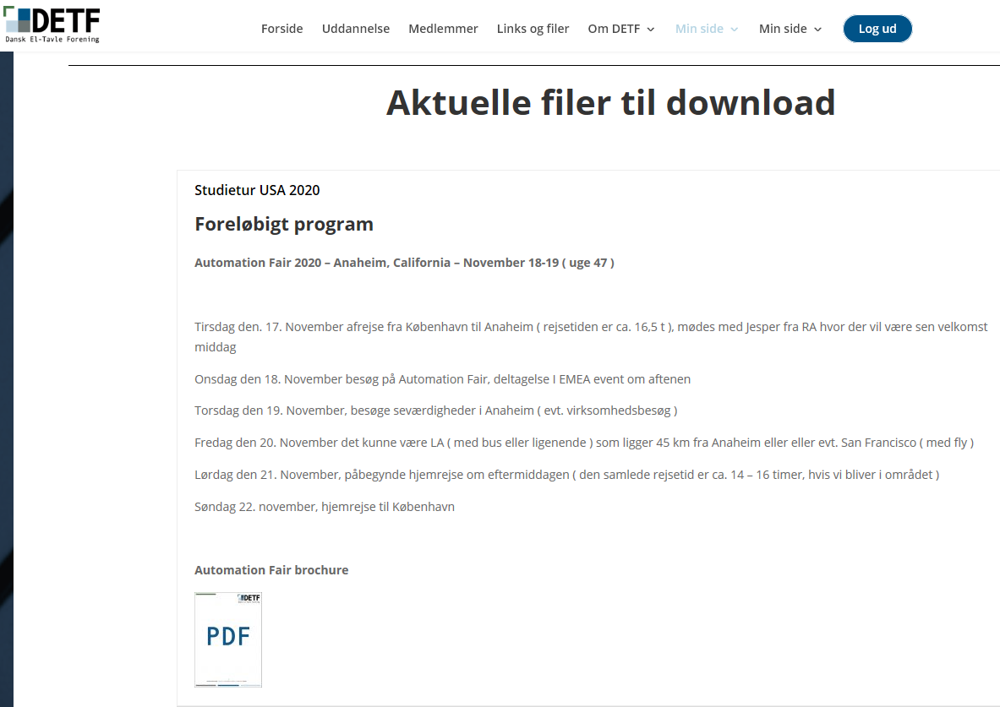 DETF
Dansk El-Tavle Forening
Forside Uddannelse Medlemmer Links og filer Om DETF Min side Min side Log ud
Aktuelle filer til download
Studietur USA 2020
Foreløbigt program
Automation Fair 2020 – Anaheim, California – November 18-19 ( uge 47 )
Tirsdag den. 17. November afrejse fra København til Anaheim ( rejsetiden er ca. 16,5 t ), mødes med Jesper fra RA hvor der vil være sen velkomst
middag
Onsdag den 18. November besøg på Automation Fair, deltagelse I EMEA event om aftenen
Torsdag den 19. November, besøge seværdigheder i Anaheim ( evt. virksomhedsbesøg )
Fredag den 20. November det kunne være LA ( med bus eller ligenende ) som ligger 45 km fra Anaheim eller eller evt. San Francisco ( med fly )
Lørdag den 21. November, påbegynde hjemrejse om eftermiddagen ( den samlede rejsetid er ca. 14 – 16 timer, hvis vi bliver i området )
Søndag 22. november, hjemrejse til København
Automation Fair brochure
DETF
PDF